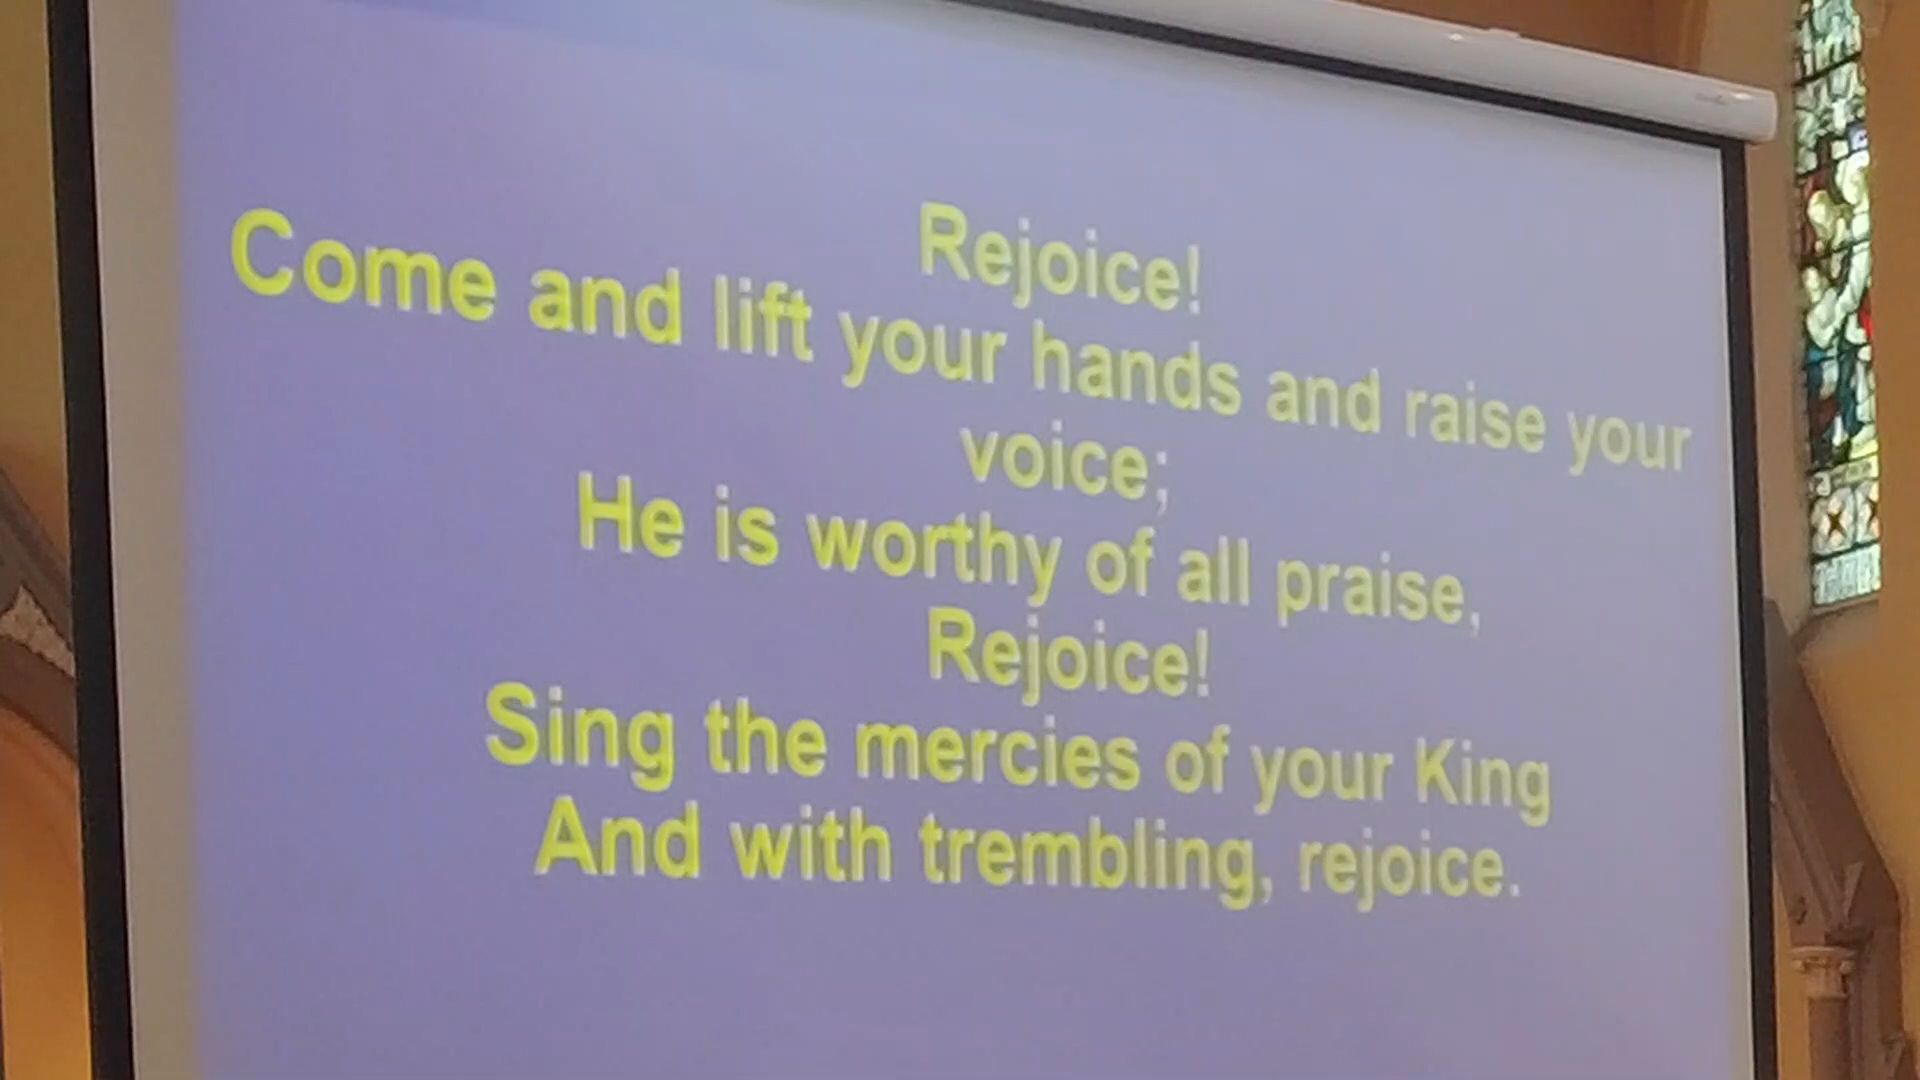 Rejoice!
Come and lift your hands and raise your
voice;
He is worthy of all praise,
Rejoice!
Sing the mercies of your King
And with trembling, rejoice.